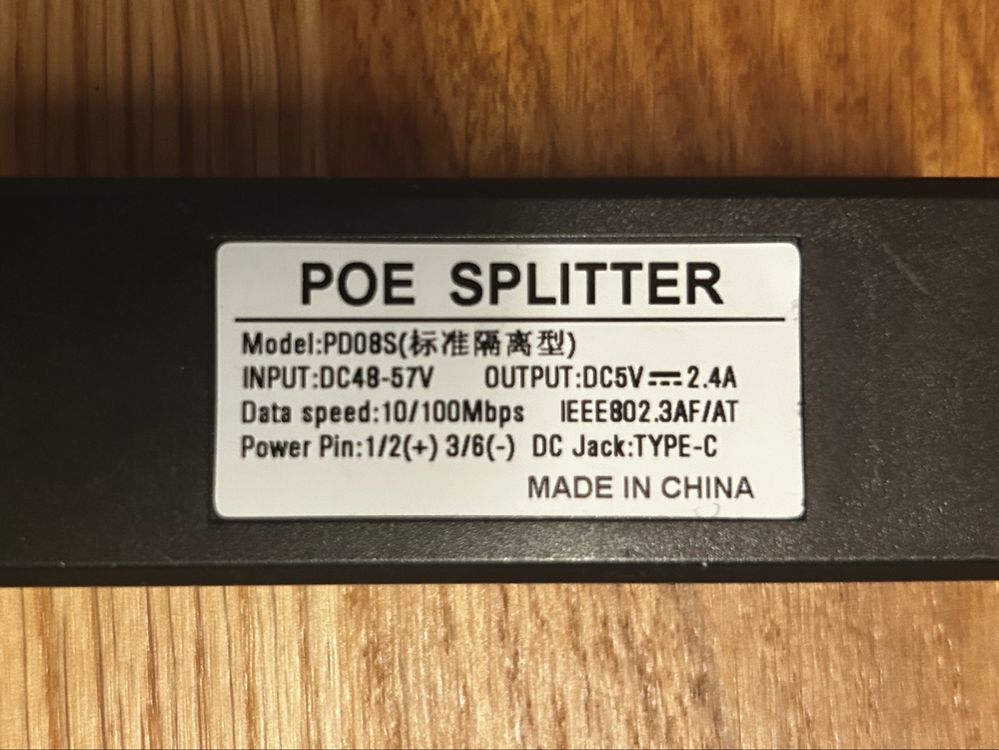 POE SPLITTER
Model:PD08S(标准隔离型)
INPUT:DC48-57V OUTPUT:DC5V⎓2.4A
Data speed:10/100Mbps IEEE802.3AF/AT
Power Pin:1/2(+) 3/6(-) DC Jack:TYPE-C
MADE IN CHINA